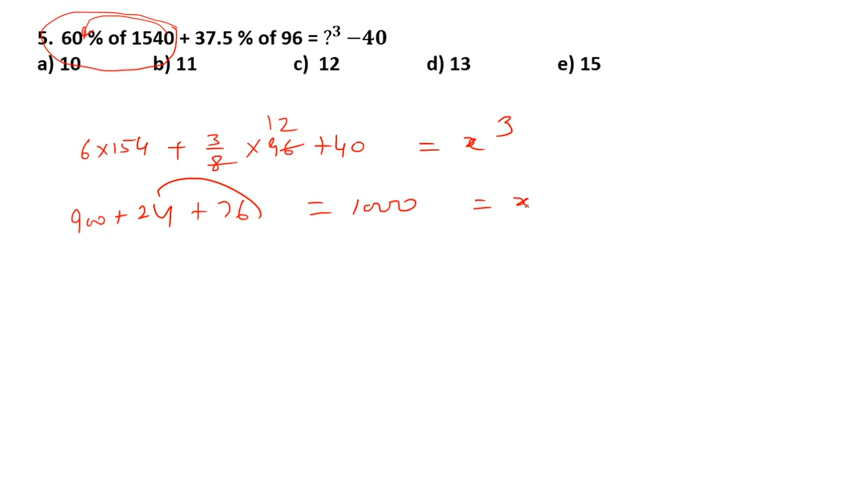 5. 60% of 1540 + 37.5 % of 96 = ?³ −40
a) 10 b) 11 c) 12 d) 13 e) 15
12
6×154 + 3/8 ×96 +40 = x³
900 + 24 + 76 = 1000 = x